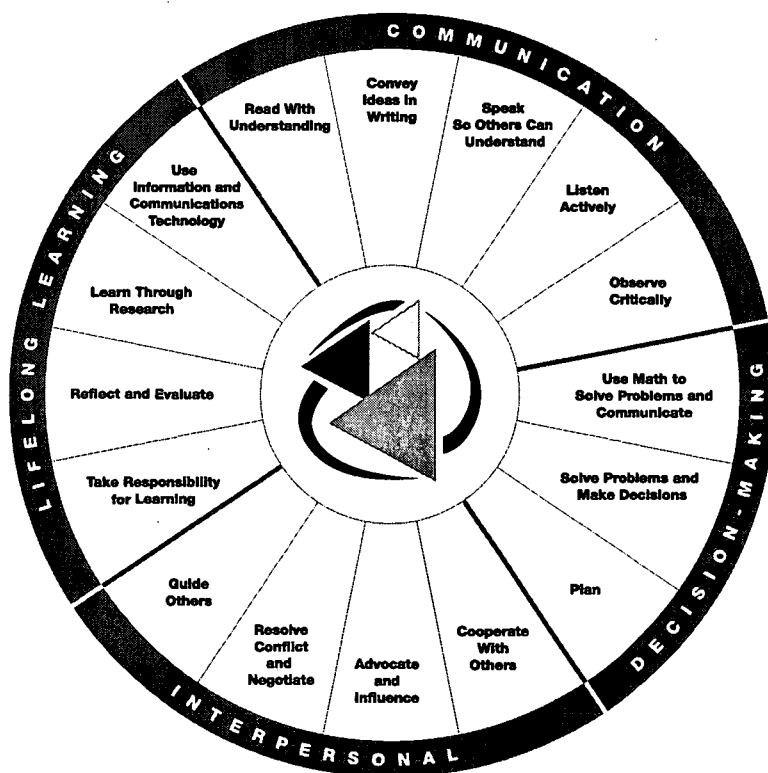 COMMUNICATION
Read With
Understanding
Convey
Ideas in
Writing
Speak
So Others Can
Understand
Listen
Actively
Observe
Critically
DECISION-MAKING
Use Math to
Solve Problems and
Communicate
Solve Problems and
Make Decisions
Plan
INTERPERSONAL
Cooperate
With
Others
Advocate
and
Influence
Resolve
Conflict
and
Negotiate
Guide
Others
LIFELONG LEARNING
Take Responsibility
for Learning
Reflect and Evaluate
Learn Through
Research
Use
Information and
Communications
Technology